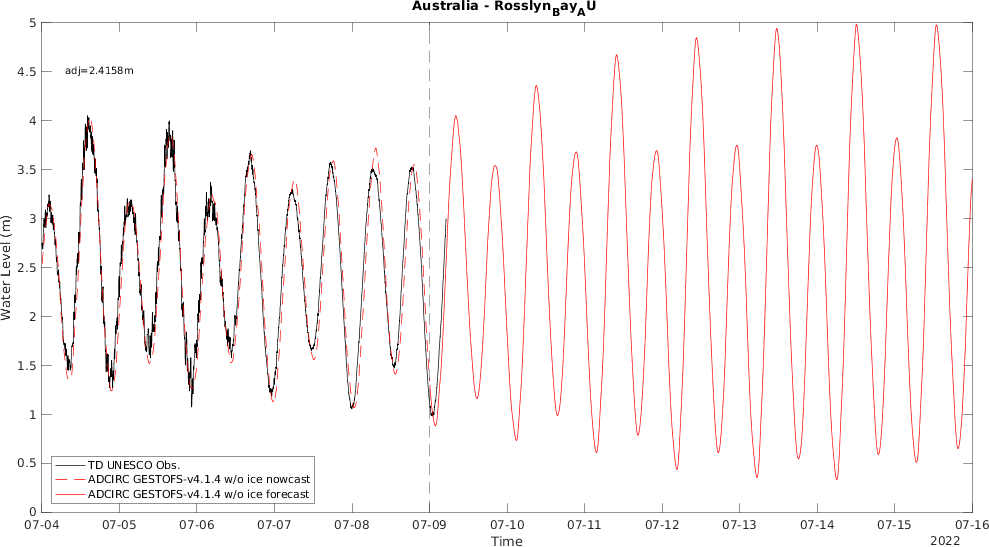 Australia - Rosslyn_Bay_AU
5
4.5
4
3.5
3
2.5
2
1.5
1
0.5
0
Water Level (m)
adj=2.4158m
TD UNESCO Obs.
ADCIRC GESTOFS-v4.1.4 w/o ice nowcast
ADCIRC GESTOFS-v4.1.4 w/o ice forecast
07-04 07-05 07-06 07-07 07-08 07-09 07-10 07-11 07-12 07-13 07-14 07-15 07-16
Time
2022